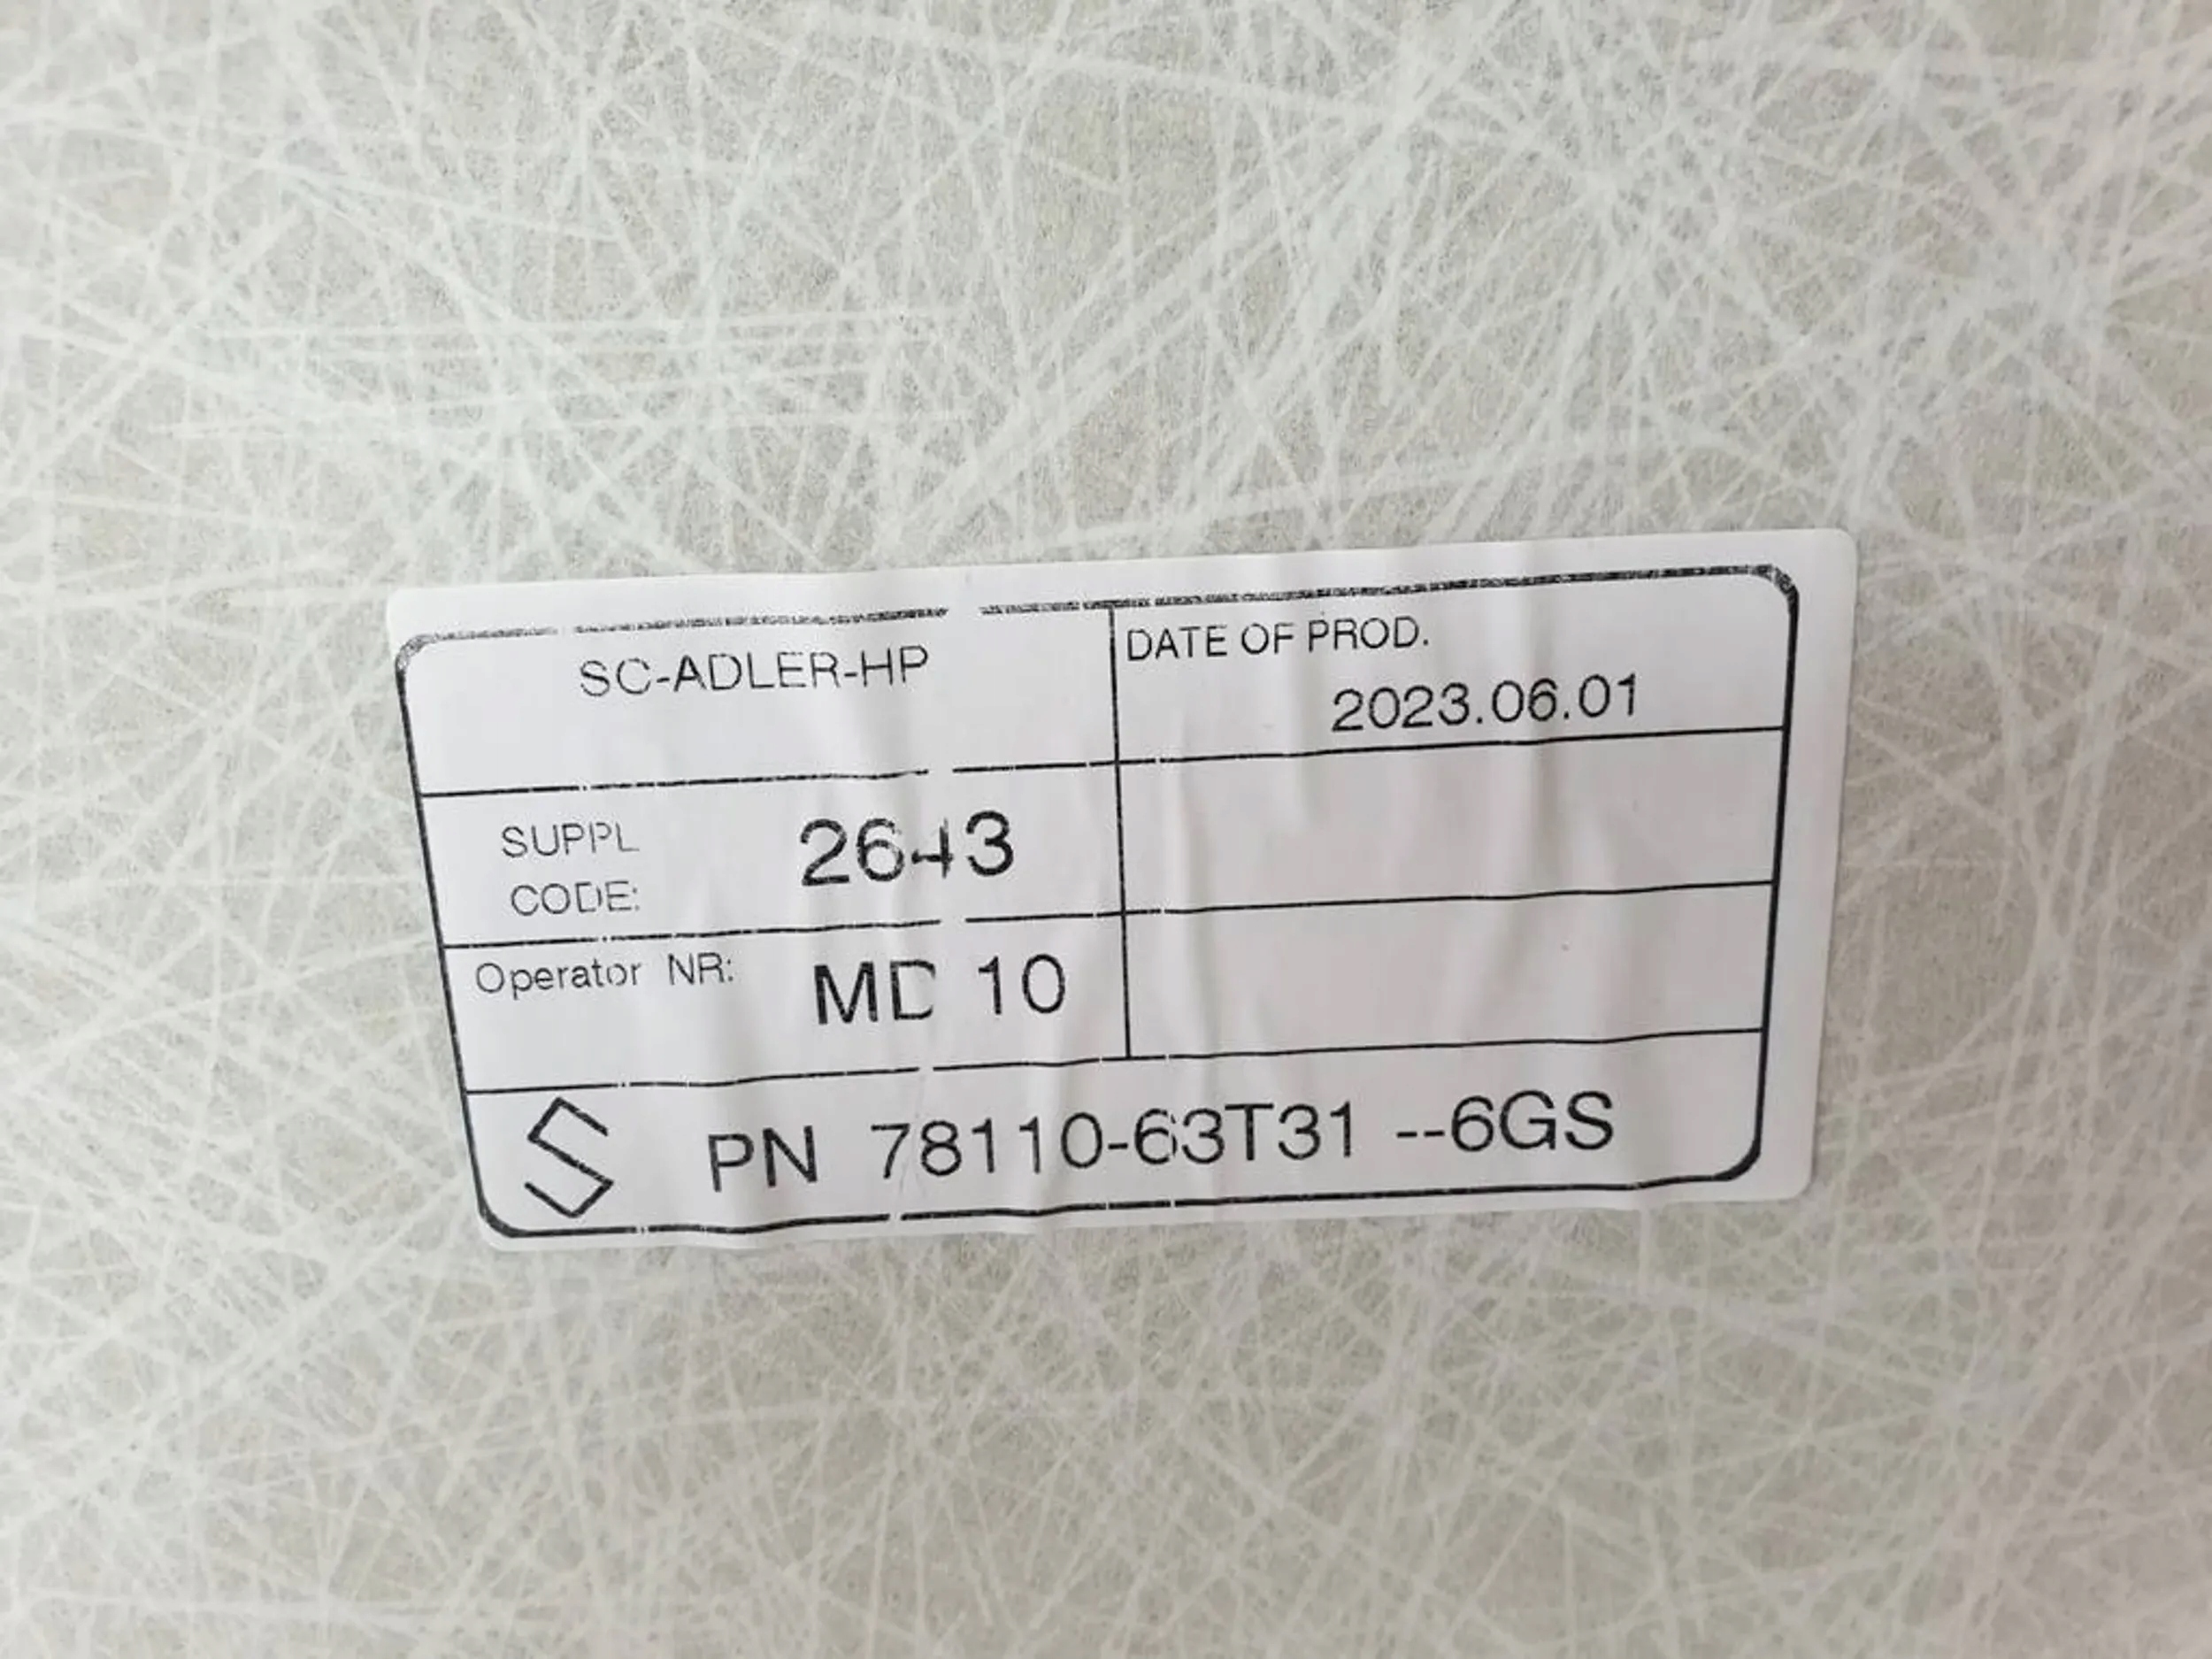 SC-ADLER-HP
DATE OF PROD.
2023.06.01
SUPPL
CODE:
2643
Operator NR:
MD 10
S PN 78110-63T31 --6GS